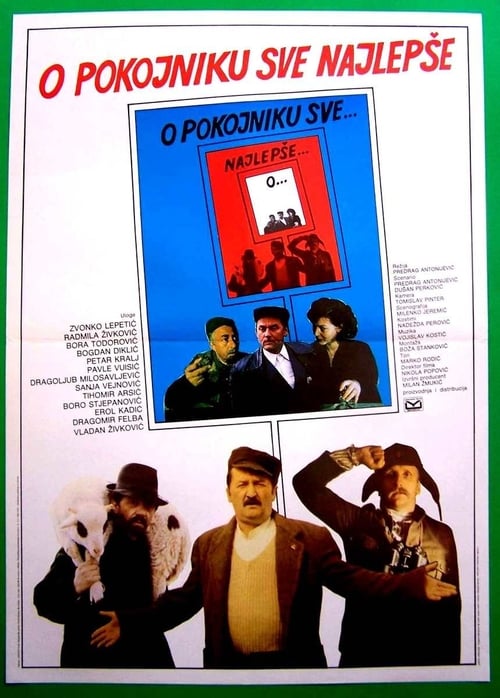 O POKOJNIKU SVE NAJLEPŠE
O POKOJNIKU SVE...
NAJLEPŠE...
O...
Uloge
ZVONKO LEPETIĆ
RADMILA ŽIVKOVIĆ
BORA TODOROVIĆ
BOGDAN DIKLIĆ
PETAR KRALJ
PAVLE VUISIĆ
DRAGOLJUB MILOSAVLJEVIĆ
SANJA VEJNOVIĆ
TIHOMIR ARSIĆ
BORO STJEPANOVIĆ
EROL KADIĆ
DRAGOMIR FELBA
VLADAN ŽIVKOVIĆ
Režija
PREDRAG ANTONIJEVIĆ
Scenario
PREDRAG ANTONIJEVIĆ
DUŠAN PERKOVIĆ
Kamera
TOMISLAV PINTER
Scenografija
MILENKO JEREMIĆ
Kostimi
NADEŽDA PEROVIĆ
Muzika
VOJISLAV KOSTIĆ
Montaža
BOŽA STANKOVIĆ
Ton
MARKO RODIĆ
Direktor filma
NIKOLA POPOVIĆ
Izvršni producent
MILAN ŽMUKIĆ
proizvodnja i distribucija